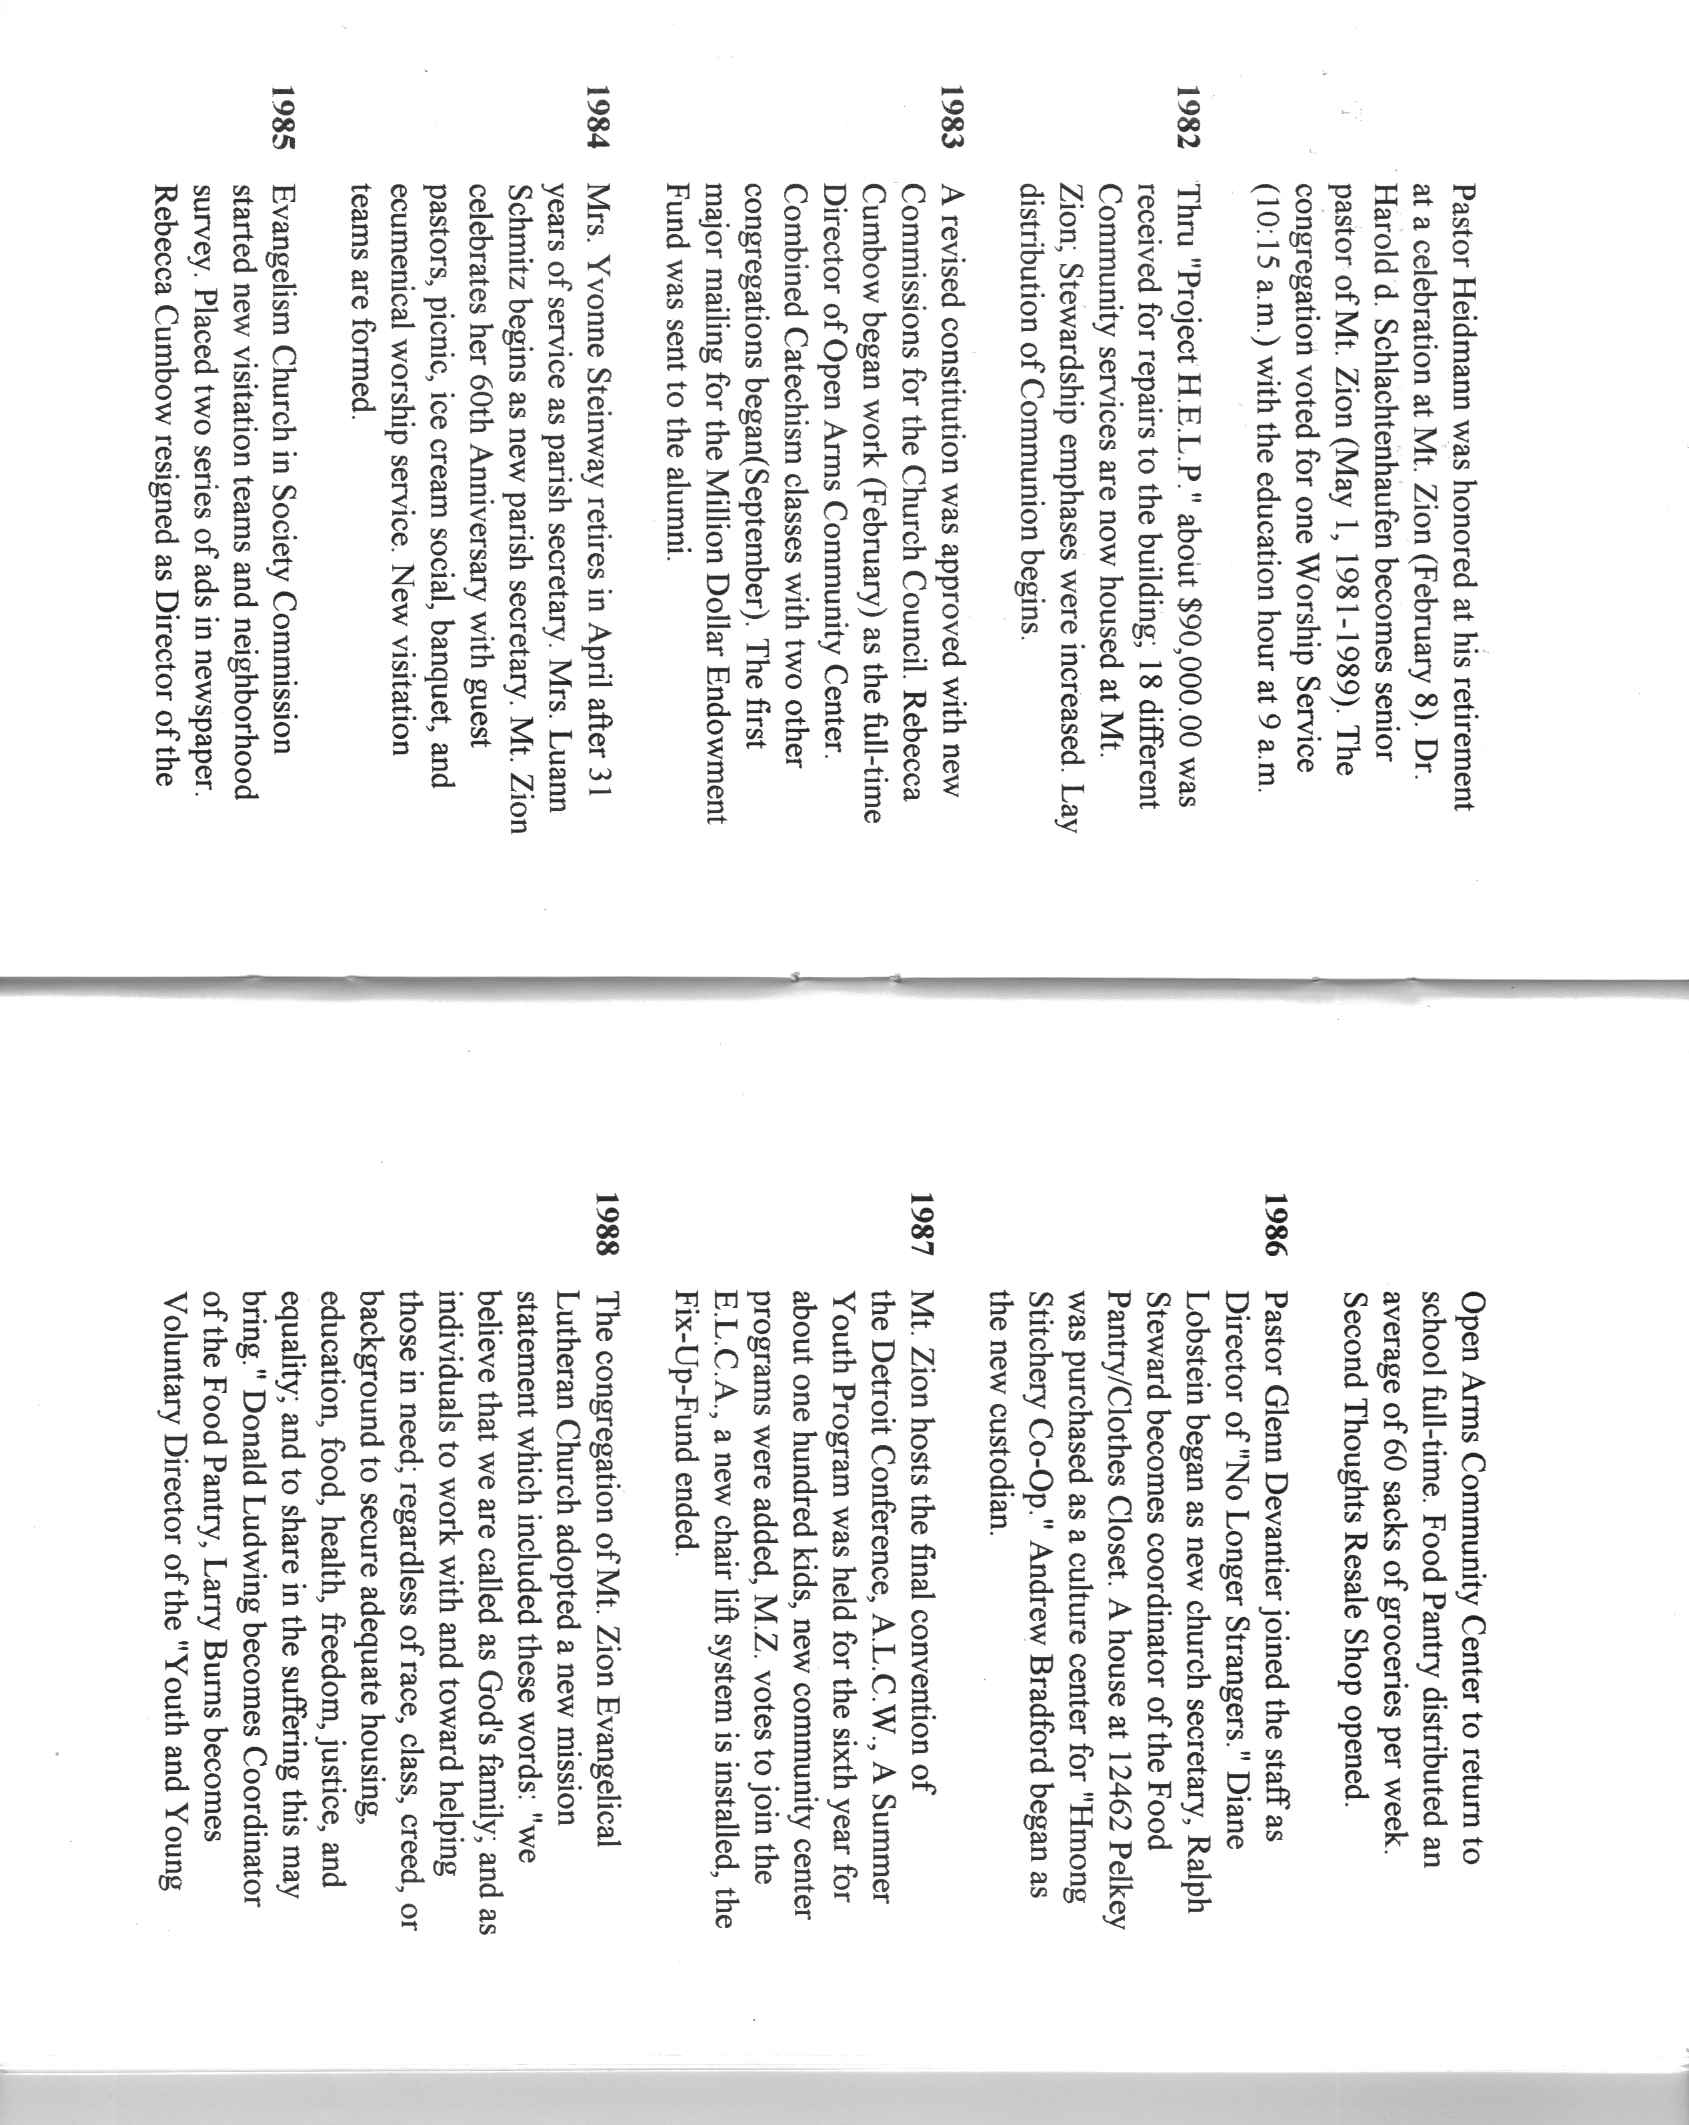 Pastor Heidmann was honored at his retirement
at a celebration at Mt. Zion (February 8). Dr.
Harold d. Schlachtenhaufen becomes senior
pastor of Mt. Zion (May 1, 1981-1989). The
congregation voted for one Worship Service
(10:15 a.m.) with the education hour at 9 a.m.
1982 Thru "Project H.E.L.P." about $90,000.00 was
received for repairs to the building; 18 different
Community services are now housed at Mt.
Zion; Stewardship emphases were increased. Lay
distribution of Communion begins.
1983 A revised constitution was approved with new
Commissions for the Church Council. Rebecca
Cumbow began work (February) as the full-time
Director of Open Arms Community Center.
Combined Catechism classes with two other
congregations began(September). The first
major mailing for the Million Dollar Endowment
Fund was sent to the alumni.
1984 Mrs. Yvonne Steinway retires in April after 31
years of service as parish secretary. Mrs. Luann
Schmitz begins as new parish secretary. Mt. Zion
celebrates her 60th Anniversary with guest
pastors, picnic, ice cream social, banquet, and
ecumenical worship service. New visitation
teams are formed.
1985 Evangelism Church in Society Commission
started new visitation teams and neighborhood
survey. Placed two series of ads in newspaper.
Rebecca Cumbow resigned as Director of the
Open Arms Community Center to return to
school full-time. Food Pantry distributed an
average of 60 sacks of groceries per week.
Second Thoughts Resale Shop opened.
1986 Pastor Glenn Devantier joined the staff as
Director of "No Longer Strangers." Diane
Lobstein began as new church secretary, Ralph
Steward becomes coordinator of the Food
Pantry/Clothes Closet. A house at 12462 Pelkey
was purchased as a culture center for "Hmong
Stitchery Co-Op." Andrew Bradford began as
the new custodian.
1987 Mt. Zion hosts the final convention of
the Detroit Conference, A.L.C.W., A Summer
Youth Program was held for the sixth year for
about one hundred kids, new community center
programs were added, M.Z. votes to join the
E.L.C.A., a new chair lift system is installed, the
Fix-Up-Fund ended.
1988 The congregation of Mt. Zion Evangelical
Lutheran Church adopted a new mission
statement which included these words: "we
believe that we are called as God's family; and as
individuals to work with and toward helping
those in need; regardless of race, class, creed, or
background to secure adequate housing,
education, food, health, freedom, justice, and
equality; and to share in the suffering this may
bring." Donald Ludwing becomes Coordinator
of the Food Pantry, Larry Burns becomes
Voluntary Director of the "Youth and Young